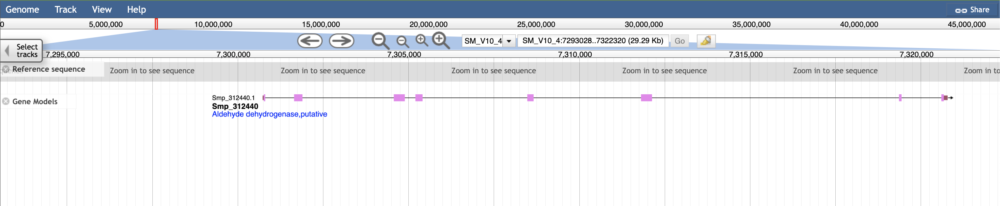 Genome Track View Help Share
0 5,000,000 10,000,000 15,000,000 20,000,000 25,000,000 30,000,000 35,000,000 40,000,000 45,000,000
SM_V10_4 SM_V10_4:7293028..7322320 (29.29 Kb) Go
Select
tracks
7,295,000 7,300,000 7,305,000 7,310,000 7,315,000 7,320,000
Reference sequence Zoom in to see sequence Zoom in to see sequence Zoom in to see sequence Zoom in to see sequence Zoom in to see sequence Zoom in to
Smp_312440.1
Gene Models
Smp_312440
Aldehyde dehydrogenase,putative